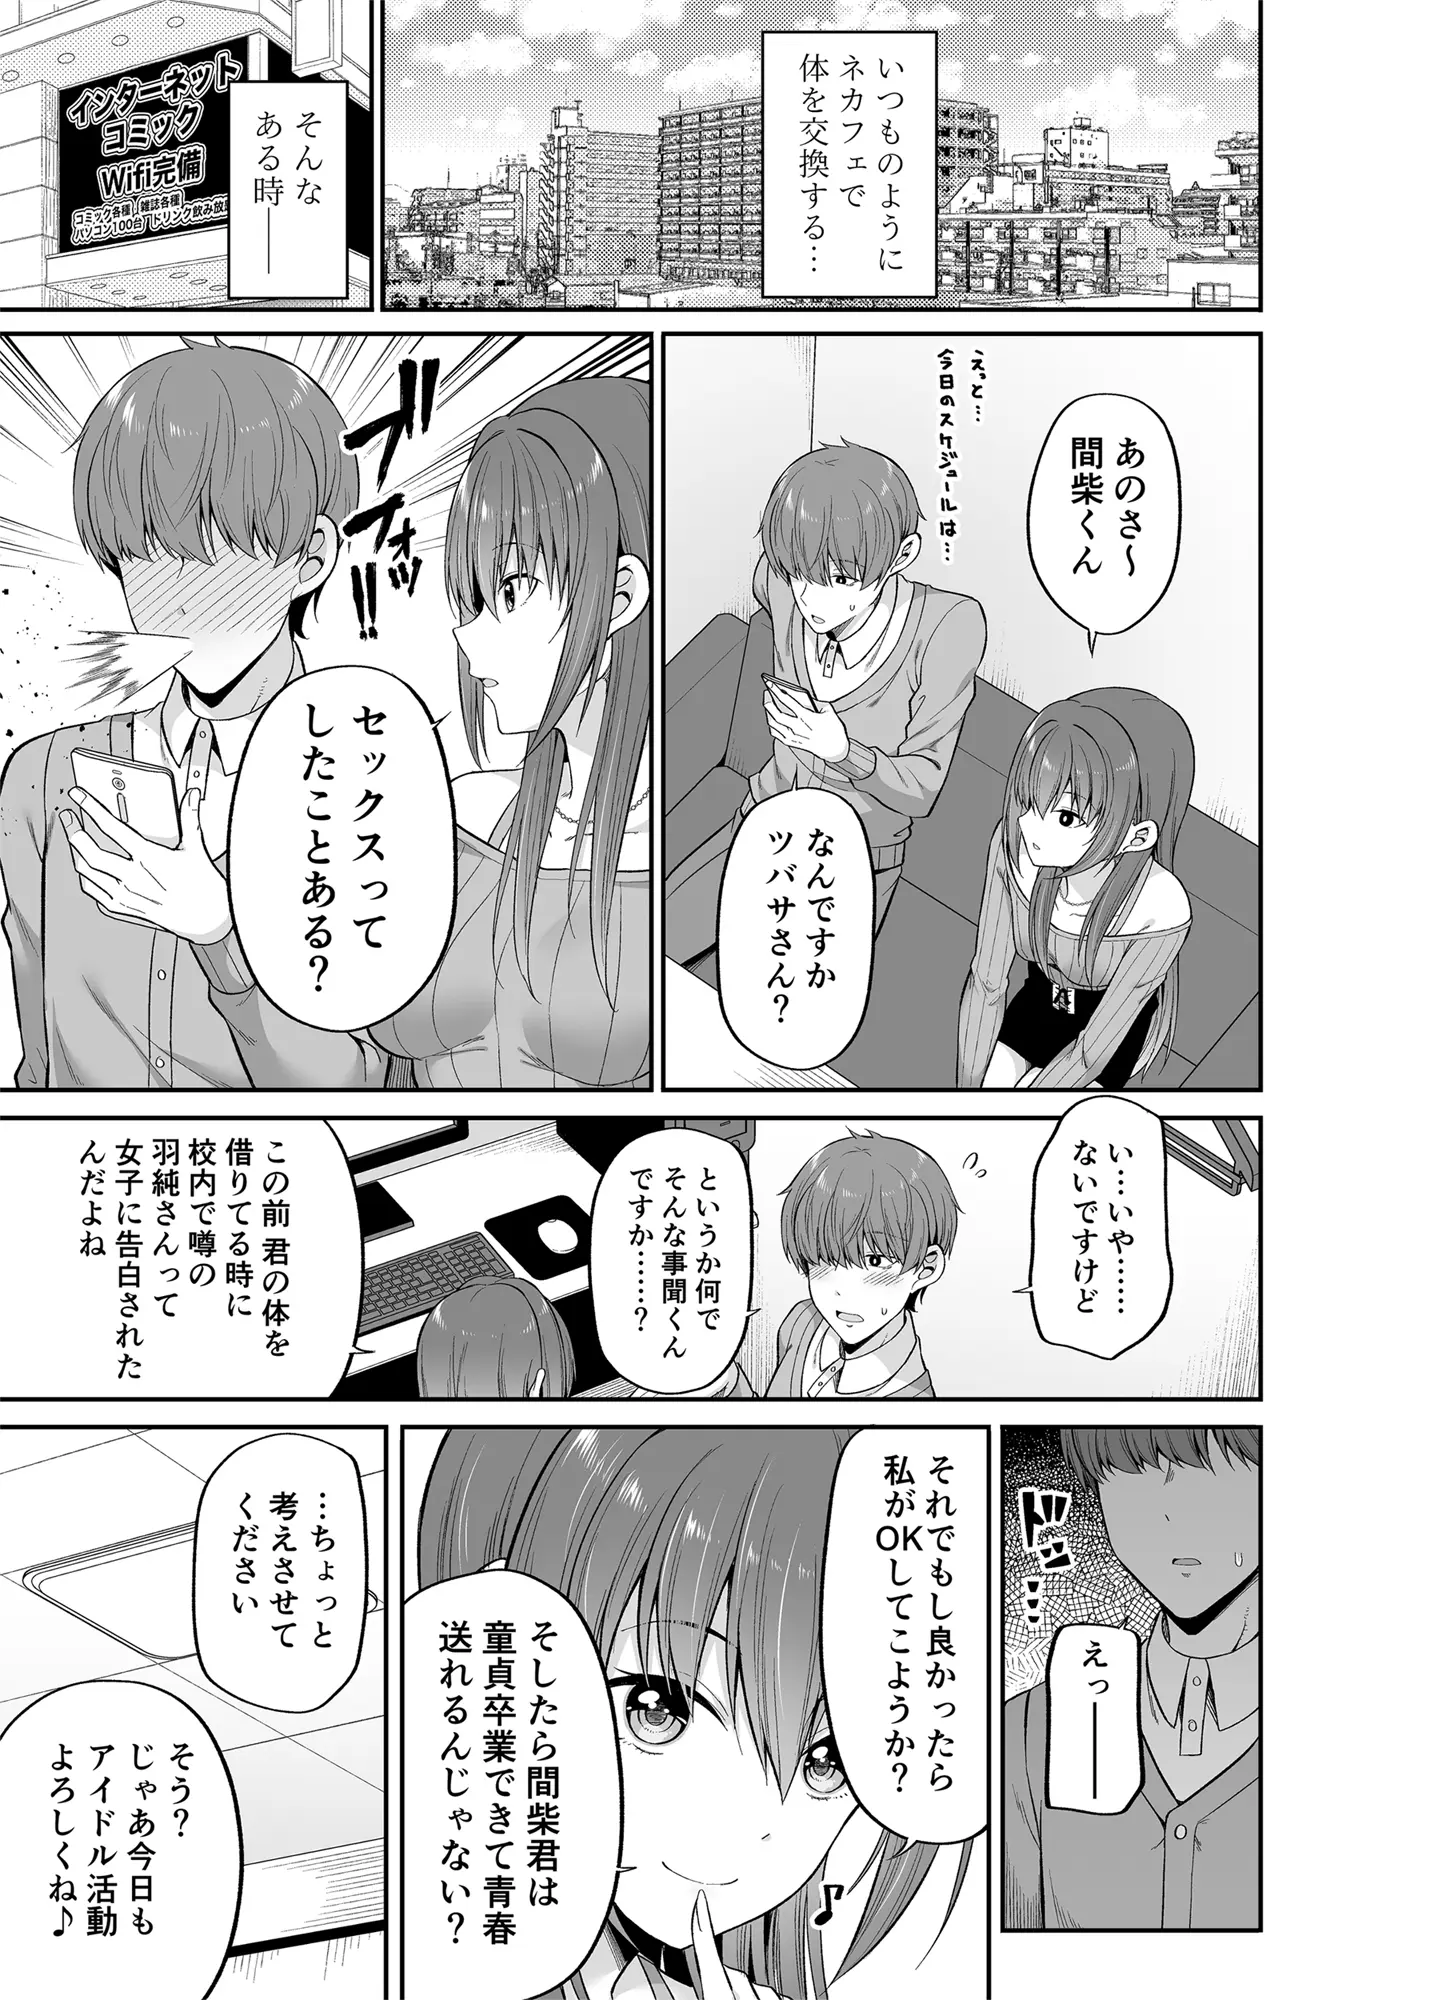 いつものように
ネカフェで
体を交換する…
インターネット
コミック
Wifi完備
コミック各種 雑誌各種
パソコン100台 ドリンク飲み放
そんな
ある時――
あのさ～
間柴くん
えっと…
今日のスケジュールは…
なんですか
ツバサさん？
セックスって
したことある？
ブフォッ!!
い…いや……
ないですけど
というか何で
そんな事聞くん
ですか……？
この前 君の体を
借りてる時に
校内で噂の
羽純さんって
女子に告白された
んだよね
ドドッ……
えっ――
それでもし良かったら
私がOKしてこようか？
そしたら間柴君は
童貞卒業できて青春
送れるんじゃない？
♪
…ちょっと
考えさせて
ください
そう？
じゃあ今日も
アイドル活動
よろしくね♪